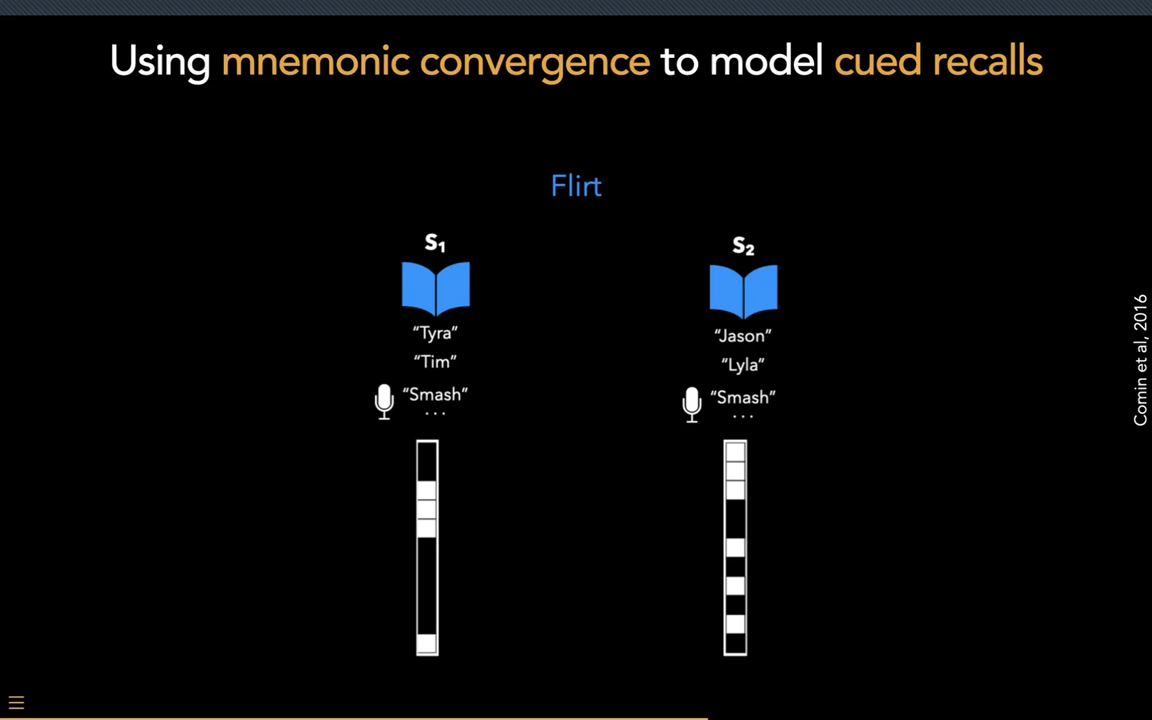 Using mnemonic convergence to model cued recalls
Flirt
S₁
“Tyra”
“Tim”
“Smash”
...
S₂
“Jason”
“Lyla”
“Smash”
...
Comin et al, 2016